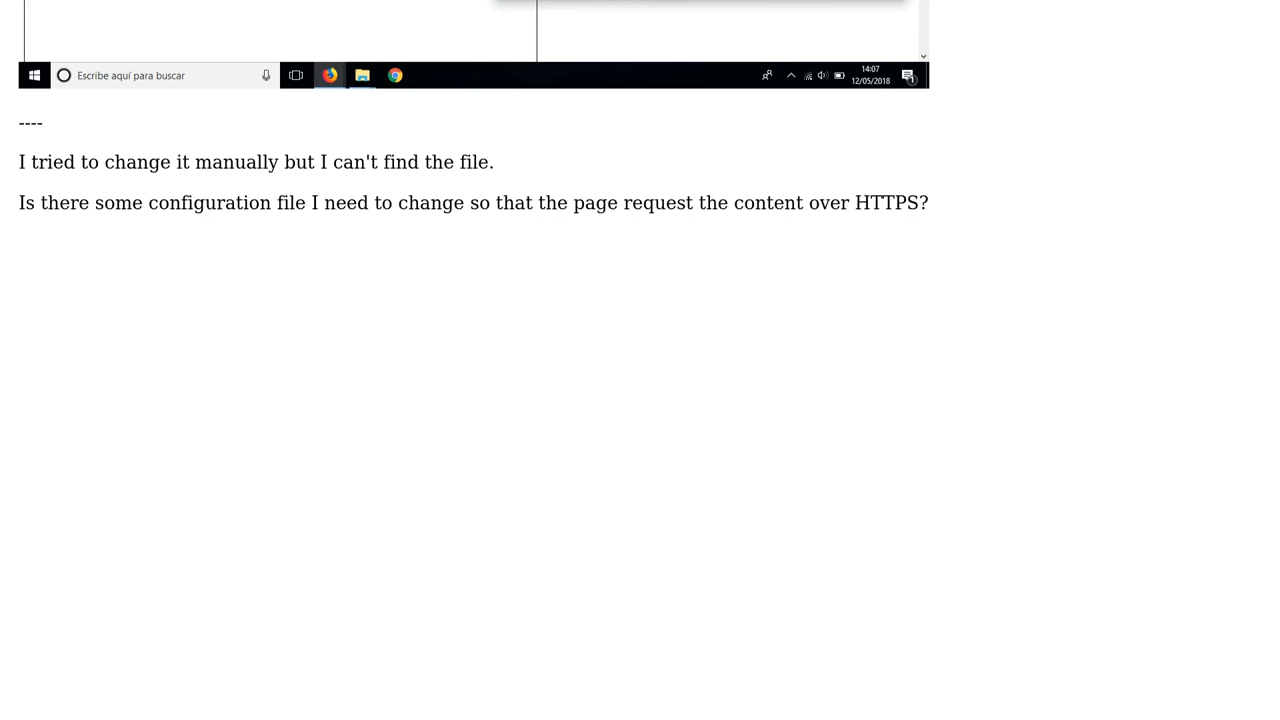 Escribe aquí para buscar
14:07
12/05/2018
1
----
I tried to change it manually but I can't find the file.
Is there some configuration file I need to change so that the page request the content over HTTPS?